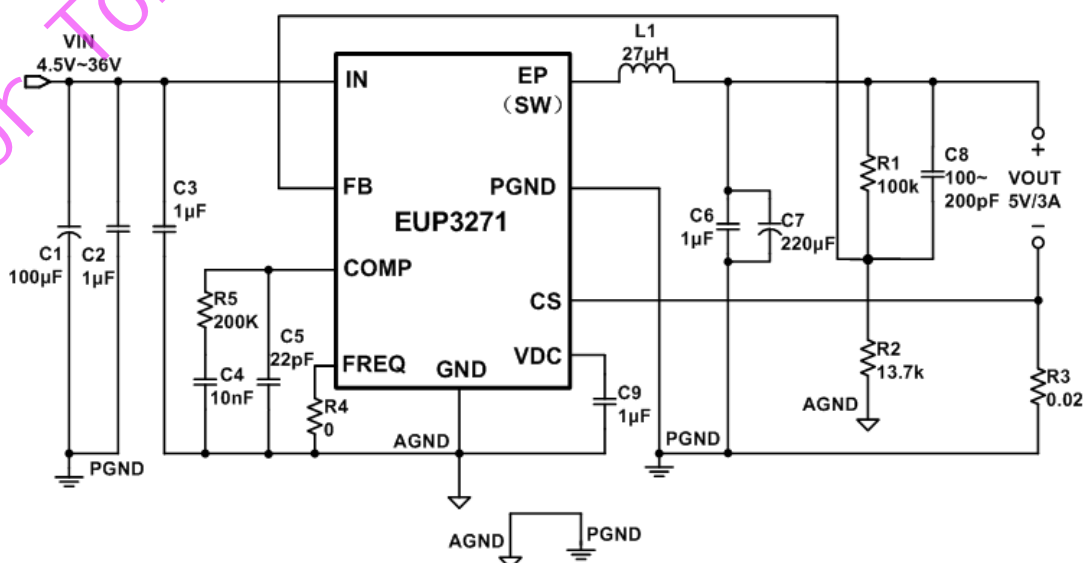 or To
VIN
4.5V~36V
C1
100μF
C2
1μF
C3
1μF
R5
200K
C4
10nF
C5
22pF
R4
0
IN
FB
COMP
FREQ
GND
EUP3271
EP
(SW)
PGND
CS
VDC
L1
27μH
C6
1μF
C7
220μF
R1
100k
C8
100~
200pF
VOUT
5V/3A
+
−
R2
13.7k
AGND
R3
0.02
C9
1μF
PGND
AGND
PGND
AGND
PGND